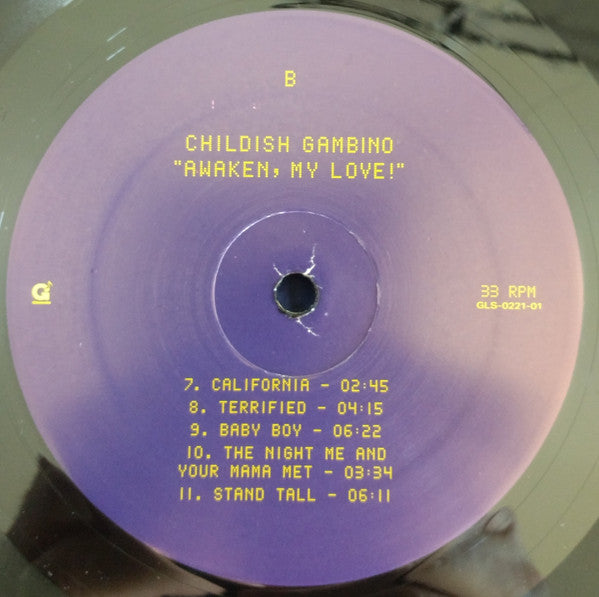 B
CHILDISH GAMBINO
"AWAKEN, MY LOVE!"
G
33 RPM
GLS-0221-01
7. CALIFORNIA - 02:45
8. TERRIFIED - 04:15
9. BABY BOY - 06:22
10. THE NIGHT ME AND
YOUR MAMA MET - 03:34
11. STAND TALL - 06:11